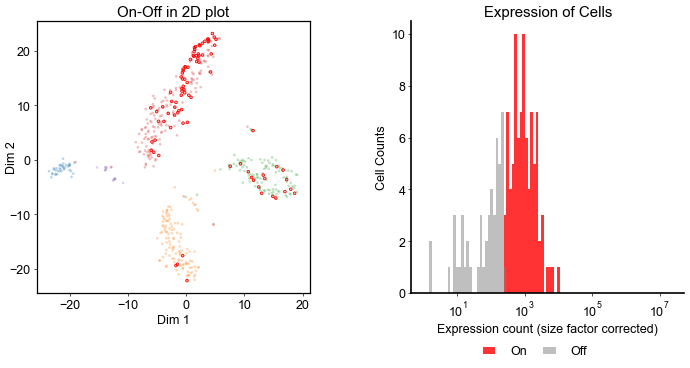 On-Off in 2D plot
Dim 2
20
10
0
−10
−20
−20 −10 0 10 20
Dim 1
Expression of Cells
Cell Counts
10
8
6
4
2
0
10^1 10^3 10^5 10^7
Expression count (size factor corrected)
On Off